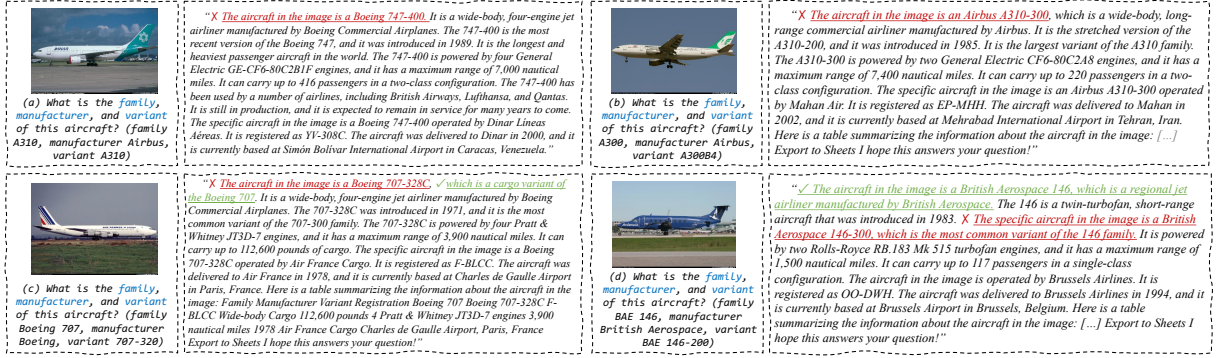 (a) What is the family,
manufacturer, and variant
of this aircraft? (family
A310, manufacturer Airbus,
variant A310)
“✗ The aircraft in the image is a Boeing 747-400. It is a wide-body, four-engine jet
airliner manufactured by Boeing Commercial Airplanes. The 747-400 is the most
recent version of the Boeing 747, and it was introduced in 1989. It is the longest and
heaviest passenger aircraft in the world. The 747-400 is powered by four General
Electric GE-CF6-80C2B1F engines, and it has a maximum range of 7,000 nautical
miles. It can carry up to 416 passengers in a two-class configuration. The 747-400 has
been used by a number of airlines, including British Airways, Lufthansa, and Qantas.
It is still in production, and it is expected to remain in service for many years to come.
The specific aircraft in the image is a Boeing 747-400 operated by Dinar Líneas
Aéreas. It is registered as YV-308C. The aircraft was delivered to Dinar in 2000, and it
is currently based at Simón Bolívar International Airport in Caracas, Venezuela.“
(b) What is the family,
manufacturer, and variant
of this aircraft? (family
A300, manufacturer Airbus,
variant A300B4)
“✗ The aircraft in the image is an Airbus A310-300, which is a wide-body, long-
range commercial airliner manufactured by Airbus. It is the stretched version of the
A310-200, and it was introduced in 1985. It is the largest variant of the A310 family.
The A310-300 is powered by two General Electric CF6-80C2A8 engines, and it has a
maximum range of 7,400 nautical miles. It can carry up to 220 passengers in a two-
class configuration. The specific aircraft in the image is an Airbus A310-300 operated
by Mahan Air. It is registered as EP-MHH. The aircraft was delivered to Mahan in
2002, and it is currently based at Mehrabad International Airport in Tehran, Iran.
Here is a table summarizing the information about the aircraft in the image: [...]
Export to Sheets I hope this answers your question!”
(c) What is the family,
manufacturer, and variant
of this aircraft? (family
Boeing 707, manufacturer
Boeing, variant 707-320)
“✗ The aircraft in the image is a Boeing 707-328C, ✓which is a cargo variant of
the Boeing 707. It is a wide-body, four-engine jet airliner manufactured by Boeing
Commercial Airplanes. The 707-328C was introduced in 1971, and it is the most
common variant of the 707-300 family. The 707-328C is powered by four Pratt &
Whitney JT3D-7 engines, and it has a maximum range of 3,900 nautical miles. It can
carry up to 112,600 pounds of cargo. The specific aircraft in the image is a Boeing
707-328C operated by Air France Cargo. It is registered as F-BLCC. The aircraft was
delivered to Air France in 1978, and it is currently based at Charles de Gaulle Airport
in Paris, France. Here is a table summarizing the information about the aircraft in the
image: Family Manufacturer Variant Registration Boeing 707 Boeing 707-328C F-
BLCC Wide-body Cargo 112,600 pounds 4 Pratt & Whitney JT3D-7 engines 3,900
nautical miles 1978 Air France Cargo Charles de Gaulle Airport, Paris, France
Export to Sheets I hope this answers your question!”
(d) What is the family,
manufacturer, and variant
of this aircraft? (family
BAE 146, manufacturer
British Aerospace, variant
BAE 146-200)
“✓ The aircraft in the image is a British Aerospace 146, which is a regional jet
airliner manufactured by British Aerospace. The 146 is a twin-turbofan, short-range
aircraft that was introduced in 1983. ✗ The specific aircraft in the image is a British
Aerospace 146-300, which is the most common variant of the 146 family. It is powered
by two Rolls-Royce RB.183 Mk 515 turbofan engines, and it has a maximum range of
1,500 nautical miles. It can carry up to 117 passengers in a single-class
configuration. The aircraft in the image is operated by Brussels Airlines. It is
registered as OO-DWH. The aircraft was delivered to Brussels Airlines in 1994, and it
is currently based at Brussels Airport in Brussels, Belgium. Here is a table
summarizing the information about the aircraft in the image: [...] Export to Sheets I
hope this answers your question!”